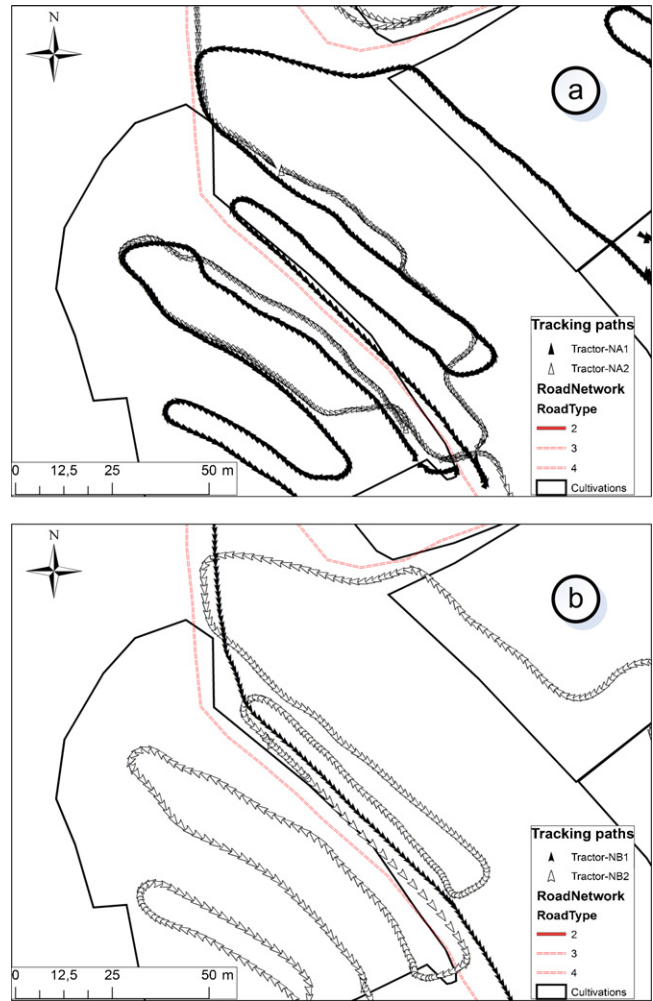 N
a
Tracking paths
Tractor-NA1
Tractor-NA2
RoadNetwork
RoadType
2
3
4
Cultivations
0 12,5 25 50 m
N
b
Tracking paths
Tractor-NB1
Tractor-NB2
RoadNetwork
RoadType
2
3
4
Cultivations
0 12,5 25 50 m